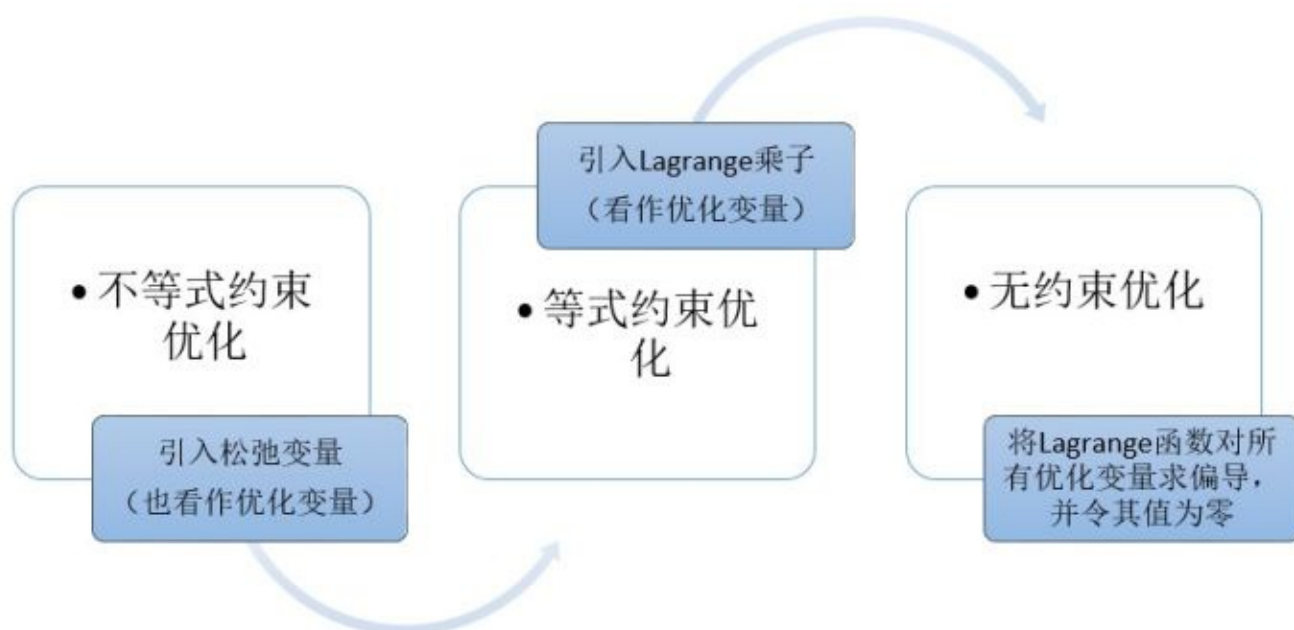 • 不等式约束
优化
引入松弛变量
（也看作优化变量）
引入Lagrange乘子
（看作优化变量）
• 等式约束优
化
• 无约束优化
将Lagrange函数对所
有优化变量求偏导，
并令其值为零